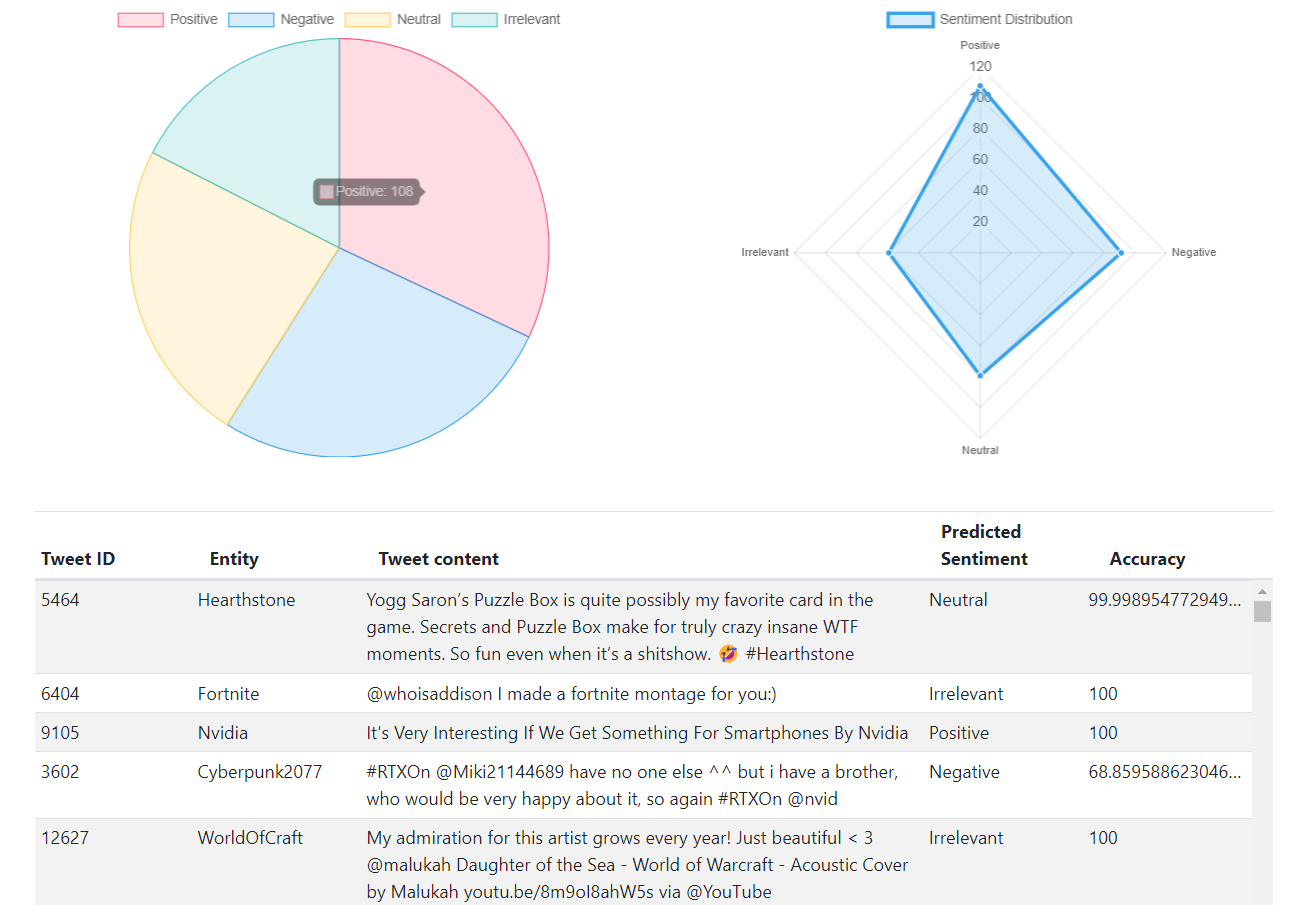 Positive Negative Neutral Irrelevant
Sentiment Distribution
Positive
120
100
80
60
40
20
Positive: 108
Irrelevant
Negative
Neutral
Predicted
Tweet ID Entity Tweet content Sentiment Accuracy
5464 Hearthstone Yogg Saron’s Puzzle Box is quite possibly my favorite card in the Neutral 99.998954772949...
game. Secrets and Puzzle Box make for truly crazy insane WTF
moments. So fun even when it’s a shitshow. 🤣 #Hearthstone
6404 Fortnite @whoisaddison I made a fortnite montage for you:) Irrelevant 100
9105 Nvidia It's Very Interesting If We Get Something For Smartphones By Nvidia Positive 100
3602 Cyberpunk2077 #RTXOn @Miki21144689 have no one else ^^ but i have a brother, Negative 68.859588623046...
who would be very happy about it, so again #RTXOn @nvid
12627 WorldOfCraft My admiration for this artist grows every year! Just beautiful < 3 Irrelevant 100
@malukah Daughter of the Sea - World of Warcraft - Acoustic Cover
by Malukah youtu.be/8m9oI8ahW5s via @YouTube